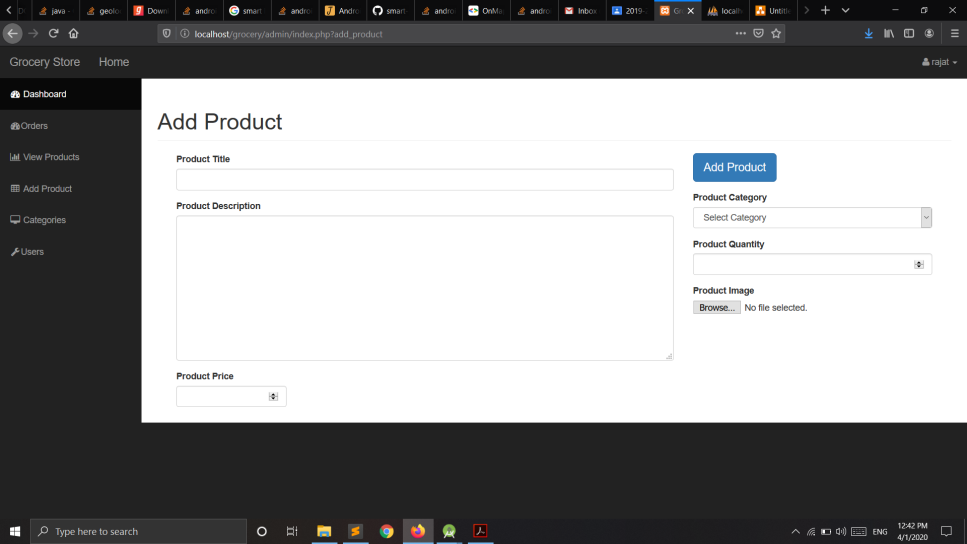 java -
geoloc
Down
andro
smart
andro
Andro
smart
andro
OnMa
andro
Inbox
2019-
localh
Untitle
localhost/grocery/admin/index.php?add_product
Grocery Store Home rajat
Dashboard
Orders
View Products
Add Product
Categories
Users
Add Product
Product Title
Product Description
Product Price
Add Product
Product Category
Select Category
Product Quantity
Product Image
Browse... No file selected.
Type here to search
ENG
12:42 PM
4/1/2020